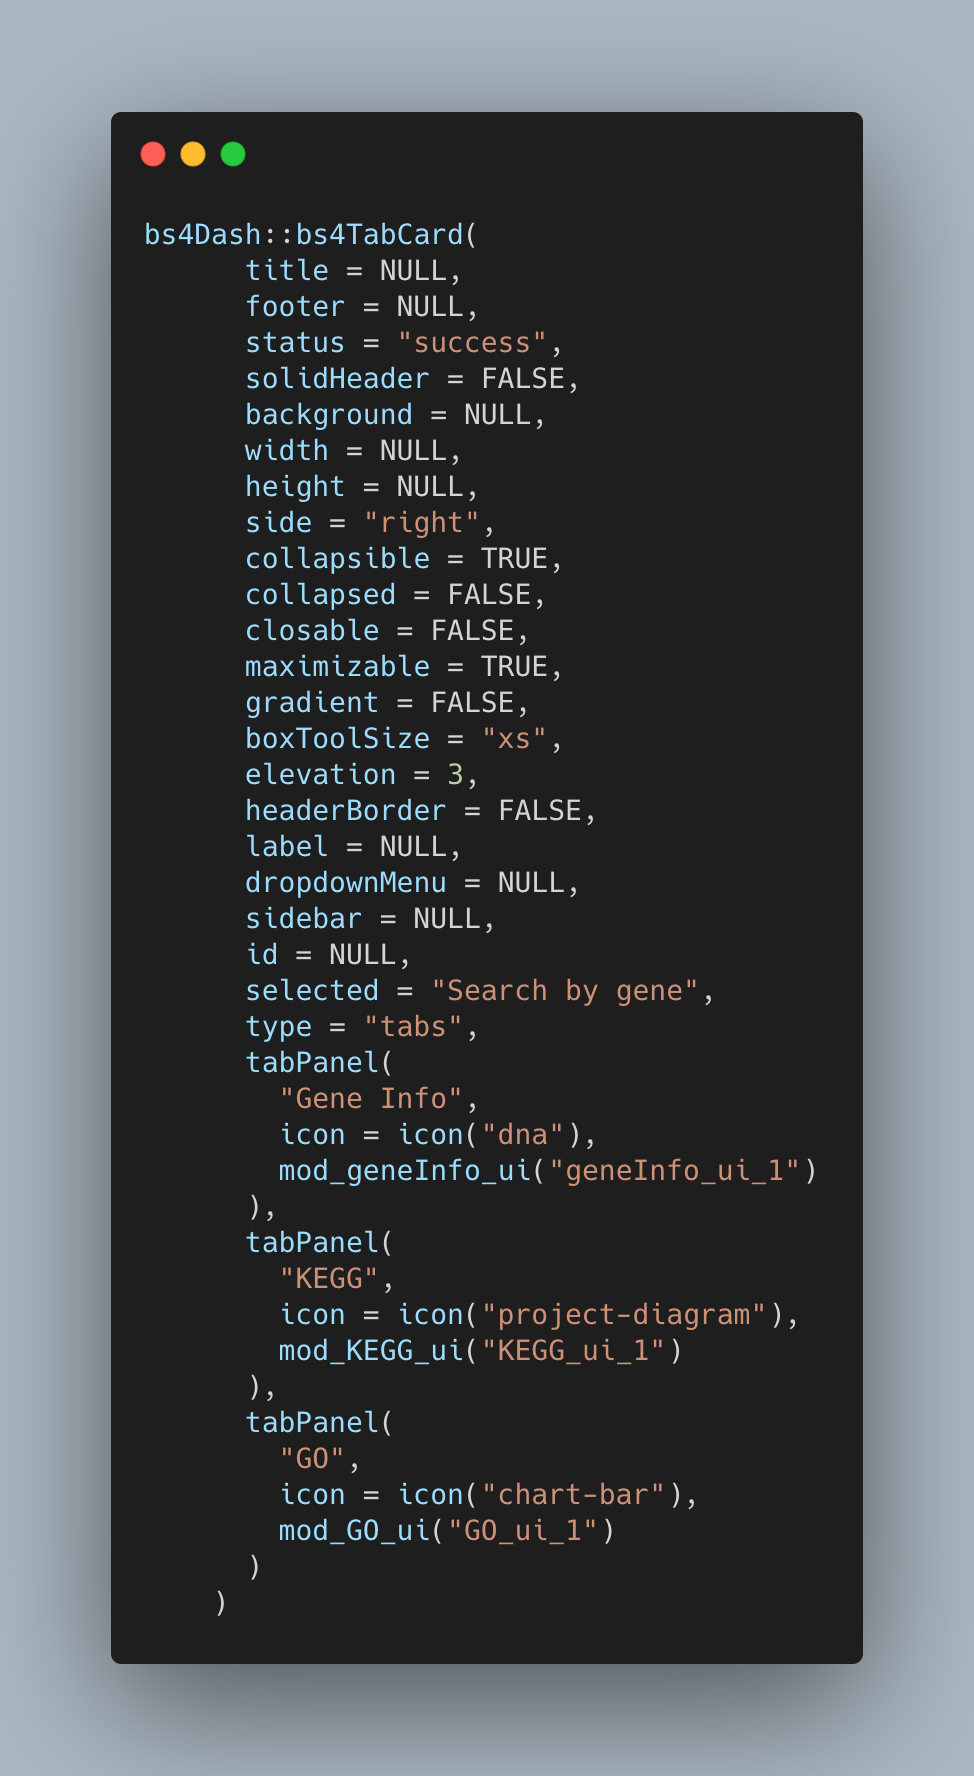 bs4Dash::bs4TabCard(
      title = NULL,
      footer = NULL,
      status = "success",
      solidHeader = FALSE,
      background = NULL,
      width = NULL,
      height = NULL,
      side = "right",
      collapsible = TRUE,
      collapsed = FALSE,
      closable = FALSE,
      maximizable = TRUE,
      gradient = FALSE,
      boxToolSize = "xs",
      elevation = 3,
      headerBorder = FALSE,
      label = NULL,
      dropdownMenu = NULL,
      sidebar = NULL,
      id = NULL,
      selected = "Search by gene",
      type = "tabs",
      tabPanel(
        "Gene Info",
        icon = icon("dna"),
        mod_geneInfo_ui("geneInfo_ui_1")
      ),
      tabPanel(
        "KEGG",
        icon = icon("project-diagram"),
        mod_KEGG_ui("KEGG_ui_1")
      ),
      tabPanel(
        "GO",
        icon = icon("chart-bar"),
        mod_GO_ui("GO_ui_1")
      )
    )